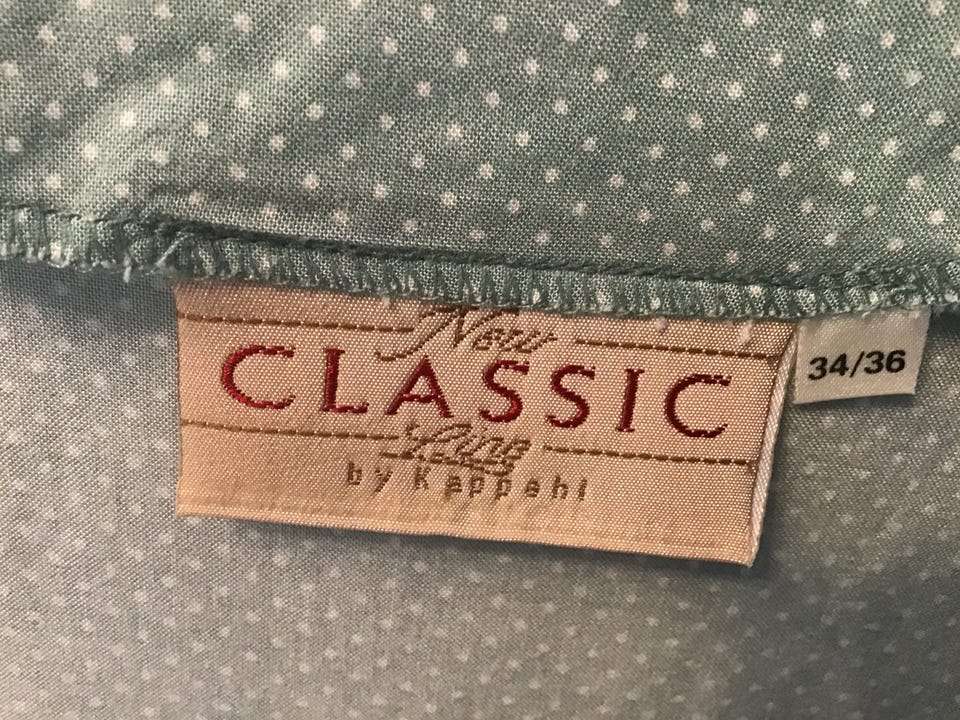 New
CLASSIC
Line
by Kappahl
34/36